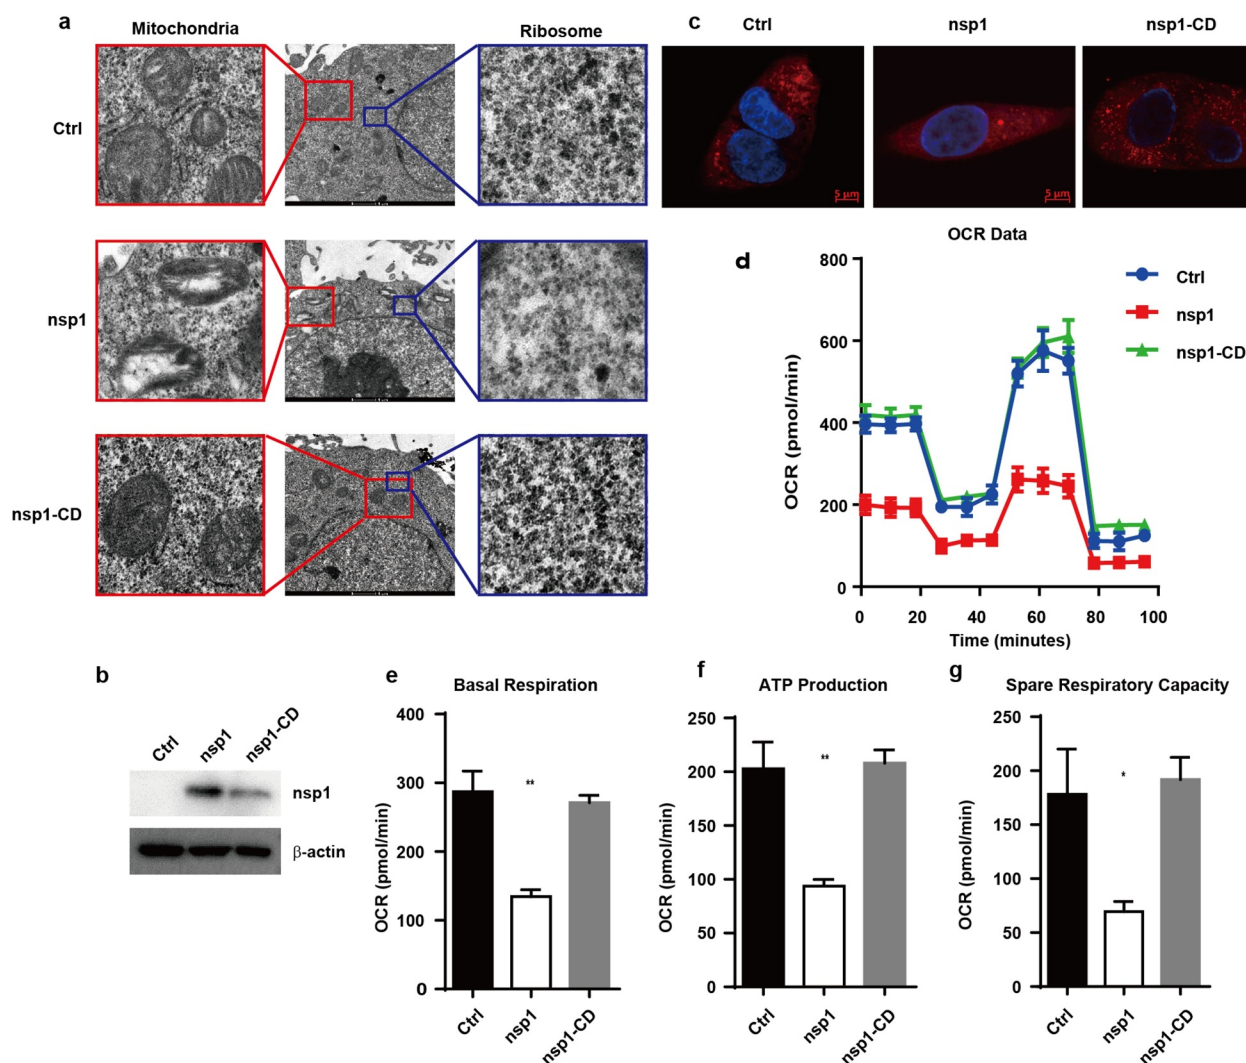 a
Mitochondria
Ribosome
Ctrl
nsp1
nsp1-CD
b
Ctrl
nsp1
nsp1-CD
nsp1
β-actin
c
Ctrl
nsp1
nsp1-CD
5 μm
5 μm
5 μm
d
OCR Data
OCR (pmol/min)
800
600
400
200
0
0 20 40 60 80 100
Time (minutes)
Ctrl
nsp1
nsp1-CD
e
Basal Respiration
OCR (pmol/min)
400
300
200
100
0
**
Ctrl
nsp1
nsp1-CD
f
ATP Production
OCR (pmol/min)
250
200
150
100
50
0
**
Ctrl
nsp1
nsp1-CD
g
Spare Respiratory Capacity
OCR (pmol/min)
250
200
150
100
50
0
*
Ctrl
nsp1
nsp1-CD